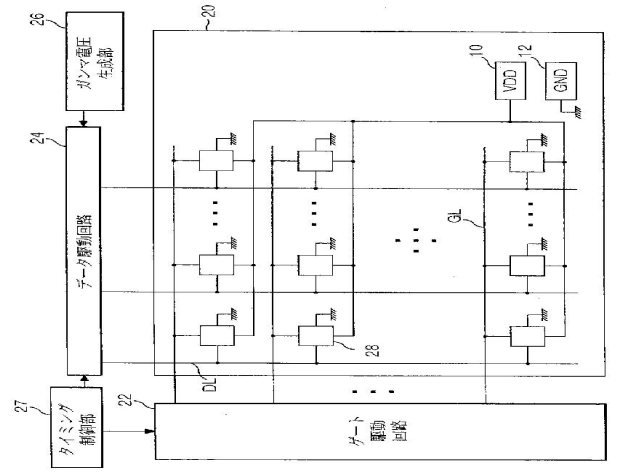 26
ガンマ電圧
生成部
20
24
データ駆動回路
10
VDD
12
GND
27
タイミング
制御部
DL
28
GL
22
ゲート
駆動
回路